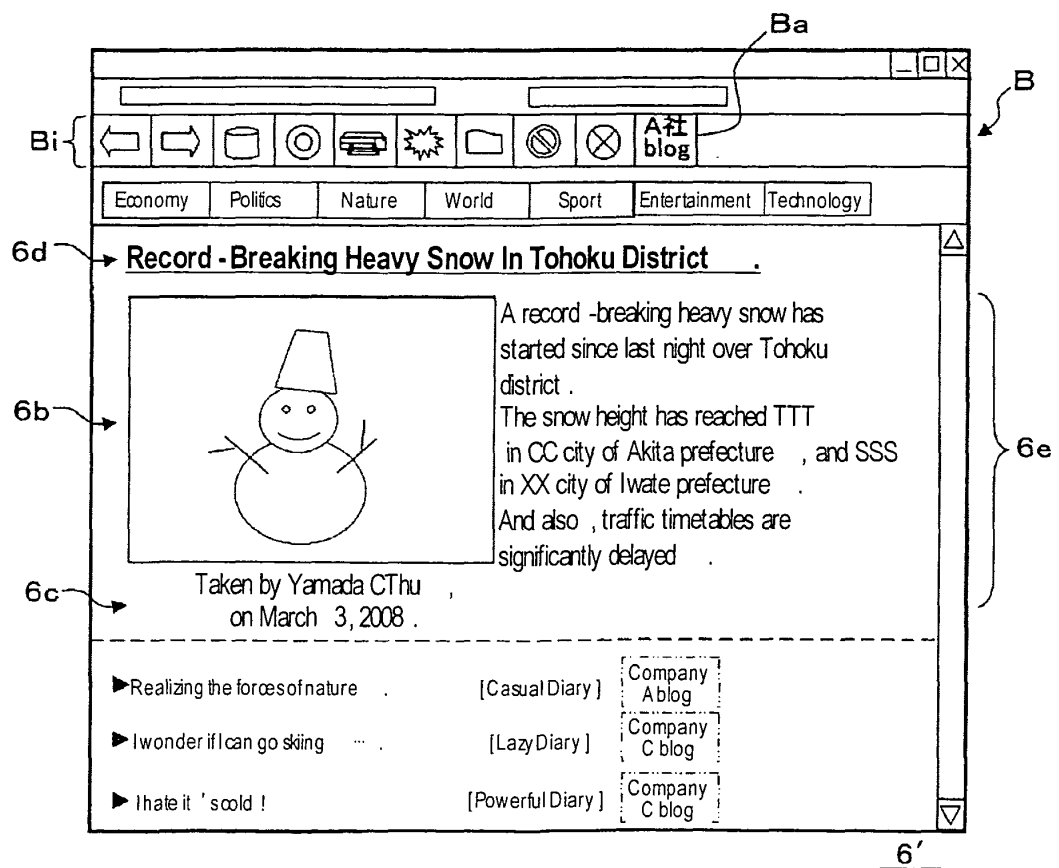 Ba
B
Bi
A社
blog
Economy Politics Nature World Sport Entertainment Technology
6d
Record -Breaking Heavy Snow In Tohoku District .
A record -breaking heavy snow has
started since last night over Tohoku
district .
6b
The snow height has reached TTT
in CC city of Akita prefecture , and SSS
6e
in XX city of Iwate prefecture .
And also , traffic timetables are
significantly delayed .
Taken by Yamada CThu ,
6c
on March 3, 2008 .
Realizing the forces of nature . [Casual Diary] Company
A blog
I wonder if I can go skiing ... . [Lazy Diary] Company
C blog
I hate it 's cold ! [Powerful Diary] Company
C blog
6′